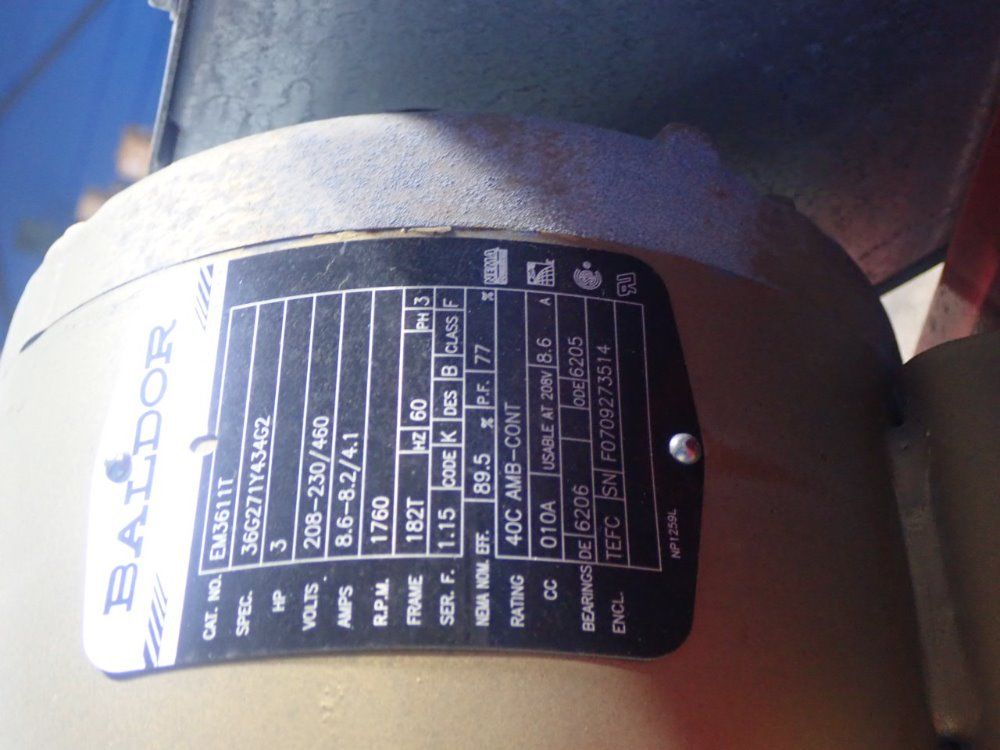 BALDOR
CAT. NO. EM3611T
SPEC. 36G271Y434G2
HP 3
VOLTS 208-230/460
AMPS 8.6-8.2/4.1
R.P.M. 1760
FRAME 182T HZ 60 PH 3
SER. F. 1.15 CODE K DES B CLASS F
NEMA NOM. EFF. 89.5 % P.F. 77 %
RATING 40C AMB-CONT
CC 010A USABLE AT 208V 8.6 A
BEARINGS DE 6206 ODE 6205
ENCL. TEFC SN F0709273514
NP1259L
NEMA